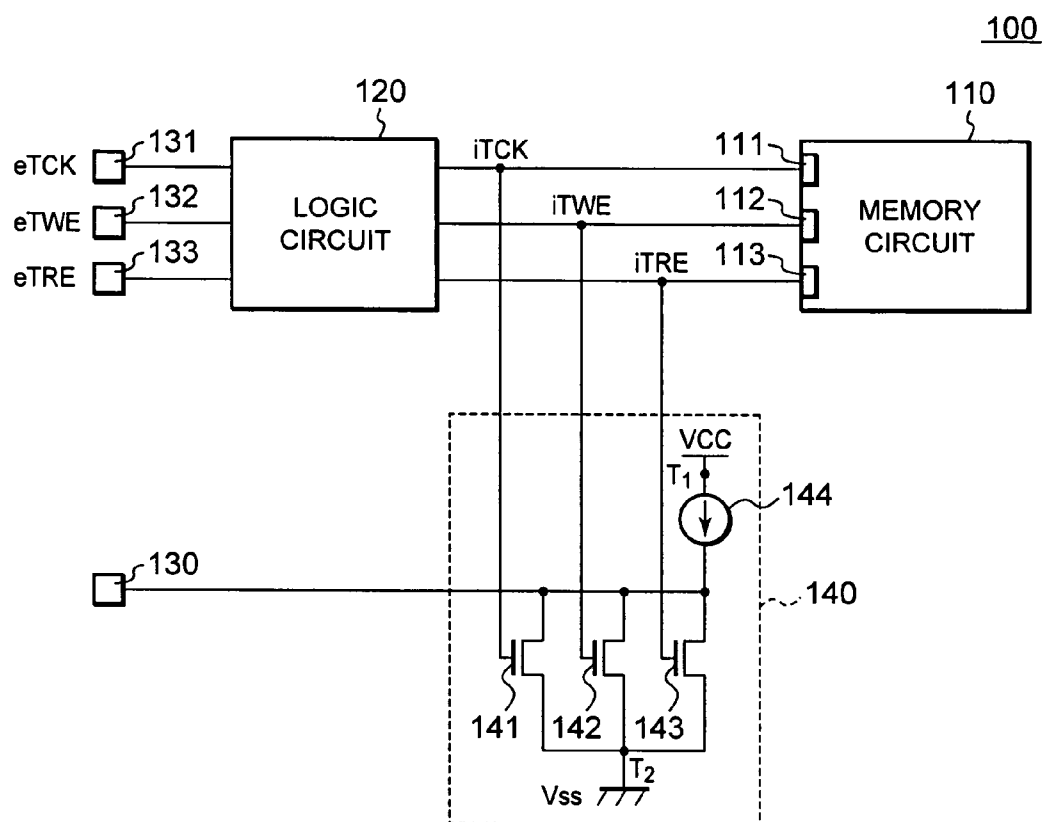 100
120
110
eTCK
131
iTCK
111
eTWE
132
LOGIC
CIRCUIT
iTWE
112
MEMORY
CIRCUIT
eTRE
133
iTRE
113
VCC
T1
144
130
140
141
142
143
T2
Vss